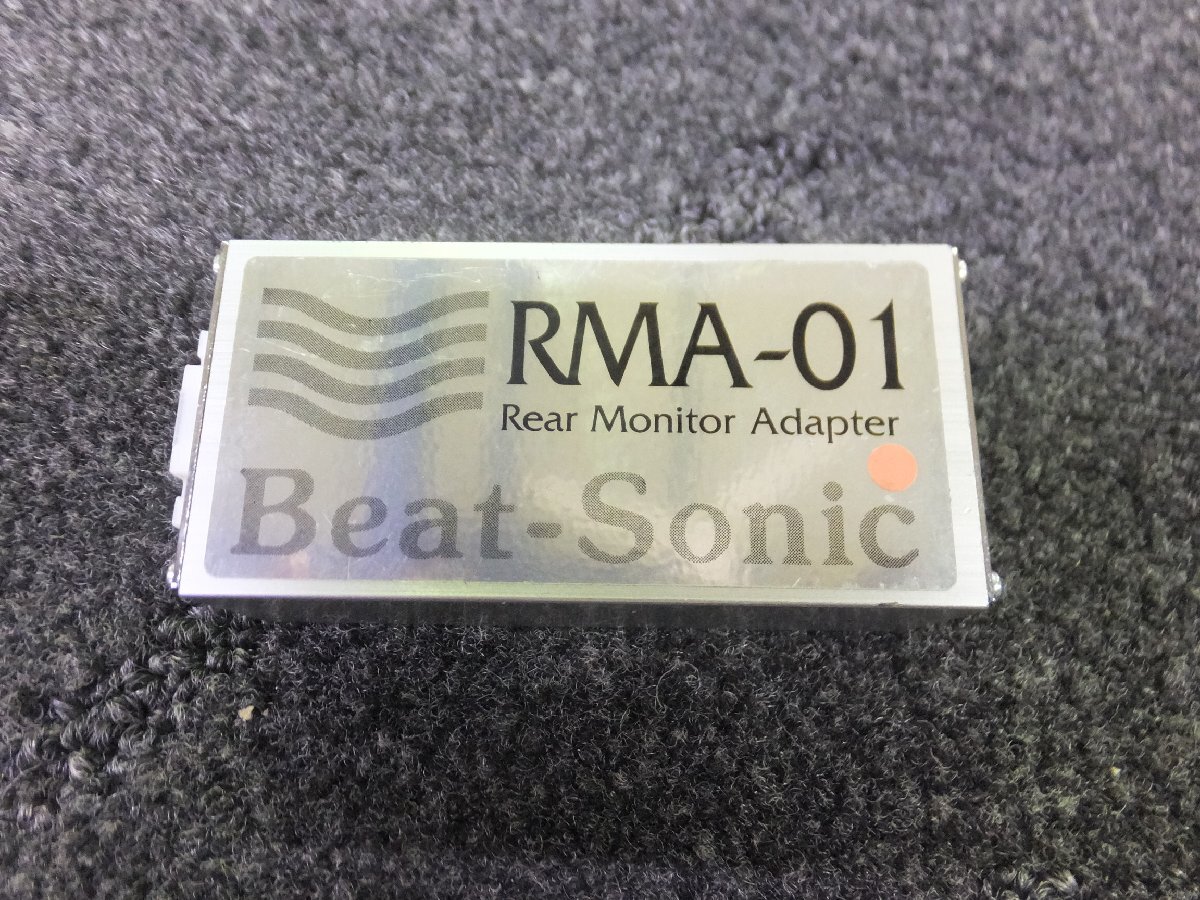 RMA-01
Rear Monitor Adapter
Beat-Sonic